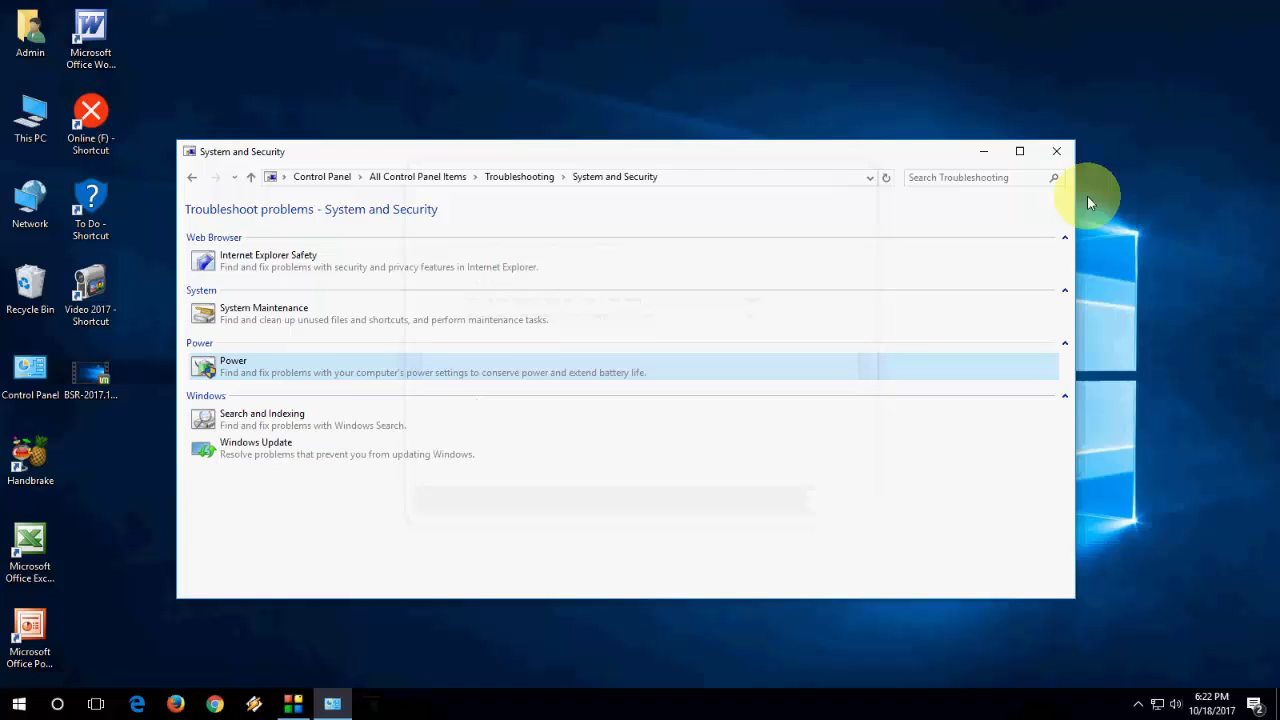 Admin
Microsoft
Office Wo...
This PC
Online (F) -
Shortcut
Network
To Do -
Shortcut
Recycle Bin
Video 2017 -
Shortcut
Control Panel
BSR-2017.1...
Handbrake
Microsoft
Office Exc...
Microsoft
Office Po...
System and Security
Control Panel > All Control Panel Items > Troubleshooting > System and Security
Search Troubleshooting
Troubleshoot problems - System and Security
Web Browser
Internet Explorer Safety
Find and fix problems with security and privacy features in Internet Explorer.
System
System Maintenance
Find and clean up unused files and shortcuts, and perform maintenance tasks.
Power
Power
Find and fix problems with your computer's power settings to conserve power and extend battery life.
Windows
Search and Indexing
Find and fix problems with Windows Search.
Windows Update
Resolve problems that prevent you from updating Windows.
6:22 PM
10/18/2017
2